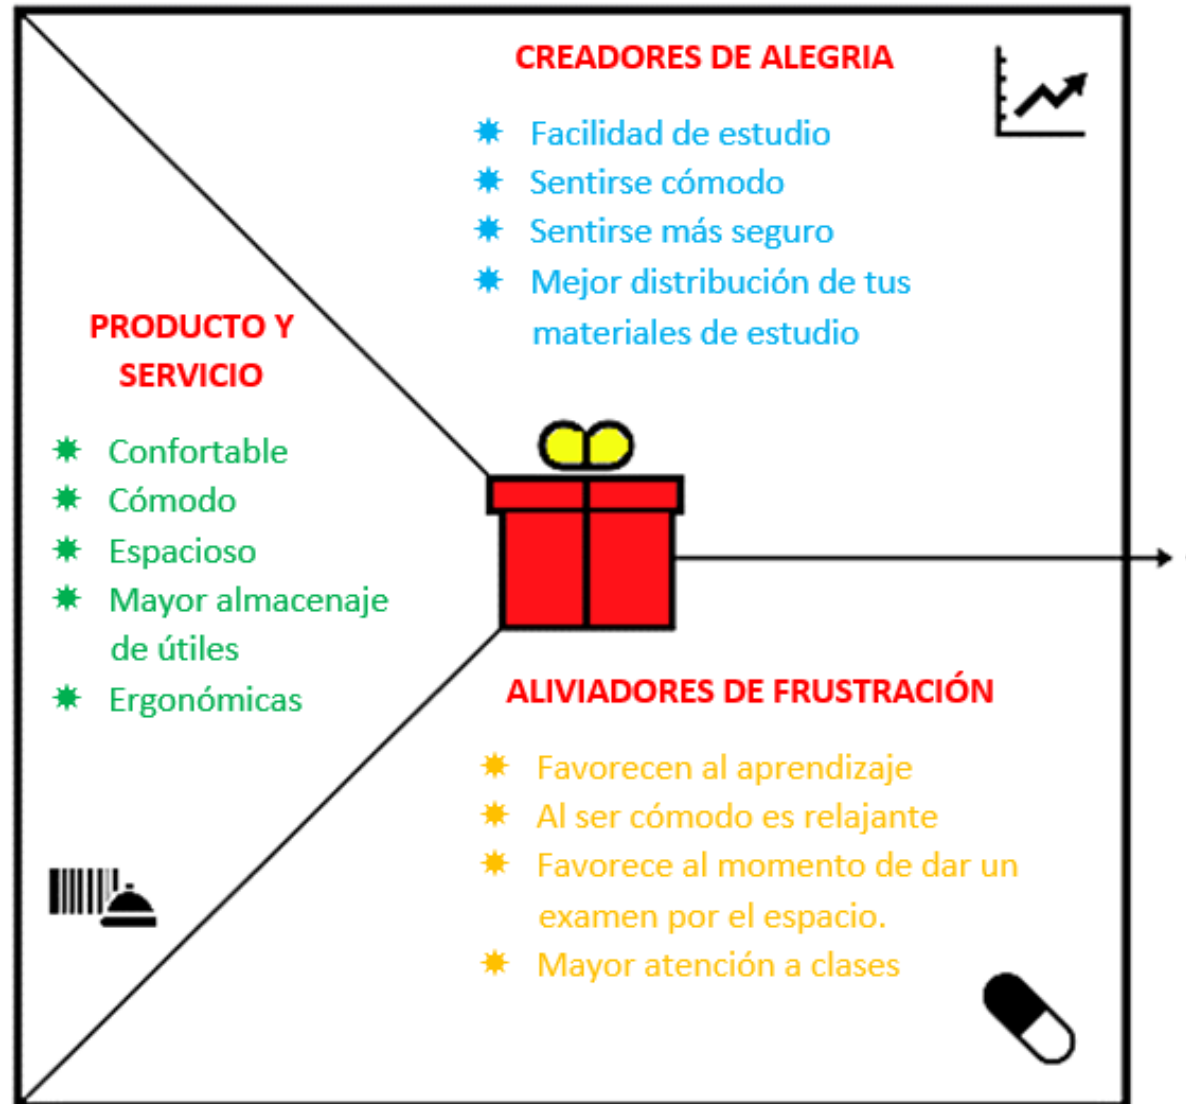 CREADORES DE ALEGRIA
Facilidad de estudio
Sentirse cómodo
Sentirse más seguro
Mejor distribución de tus
materiales de estudio
PRODUCTO Y
SERVICIO
Confortable
Cómodo
Espacioso
Mayor almacenaje
de útiles
Ergonómicas
ALIVIADORES DE FRUSTRACIÓN
Favorecen al aprendizaje
Al ser cómodo es relajante
Favorece al momento de dar un
examen por el espacio.
Mayor atención a clases